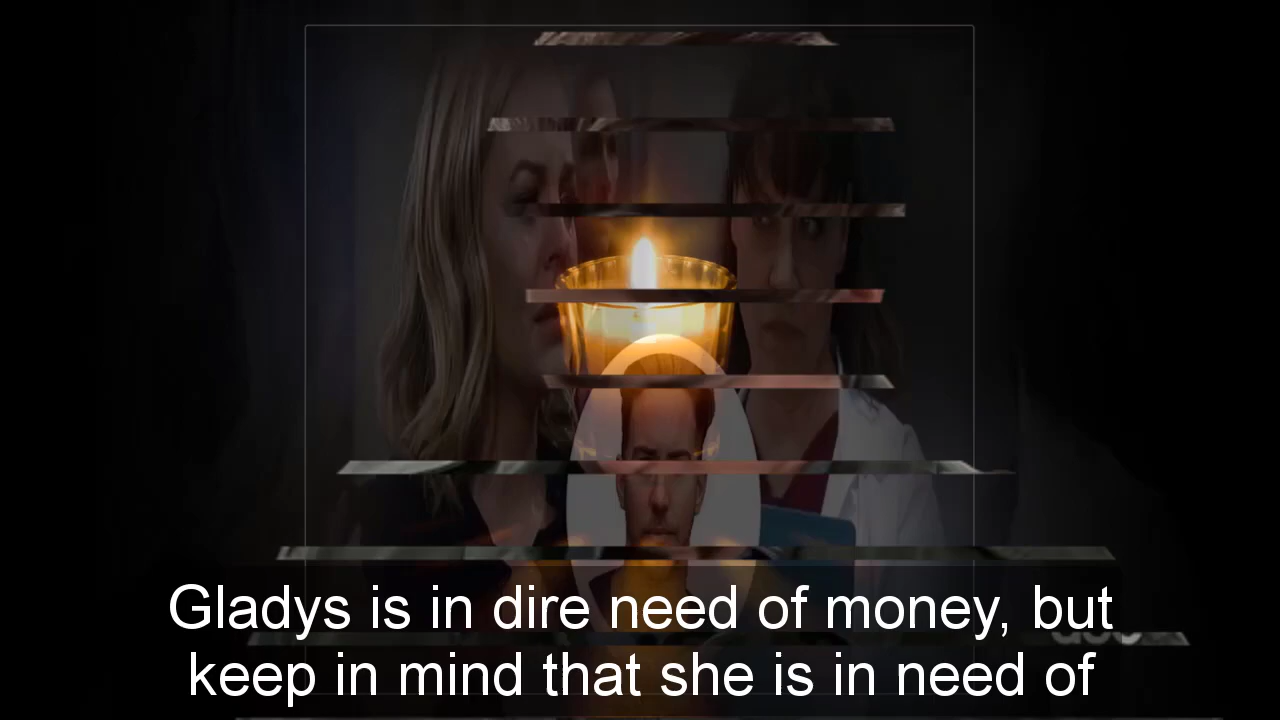 Gladys is in dire need of money, but
keep in mind that she is in need of